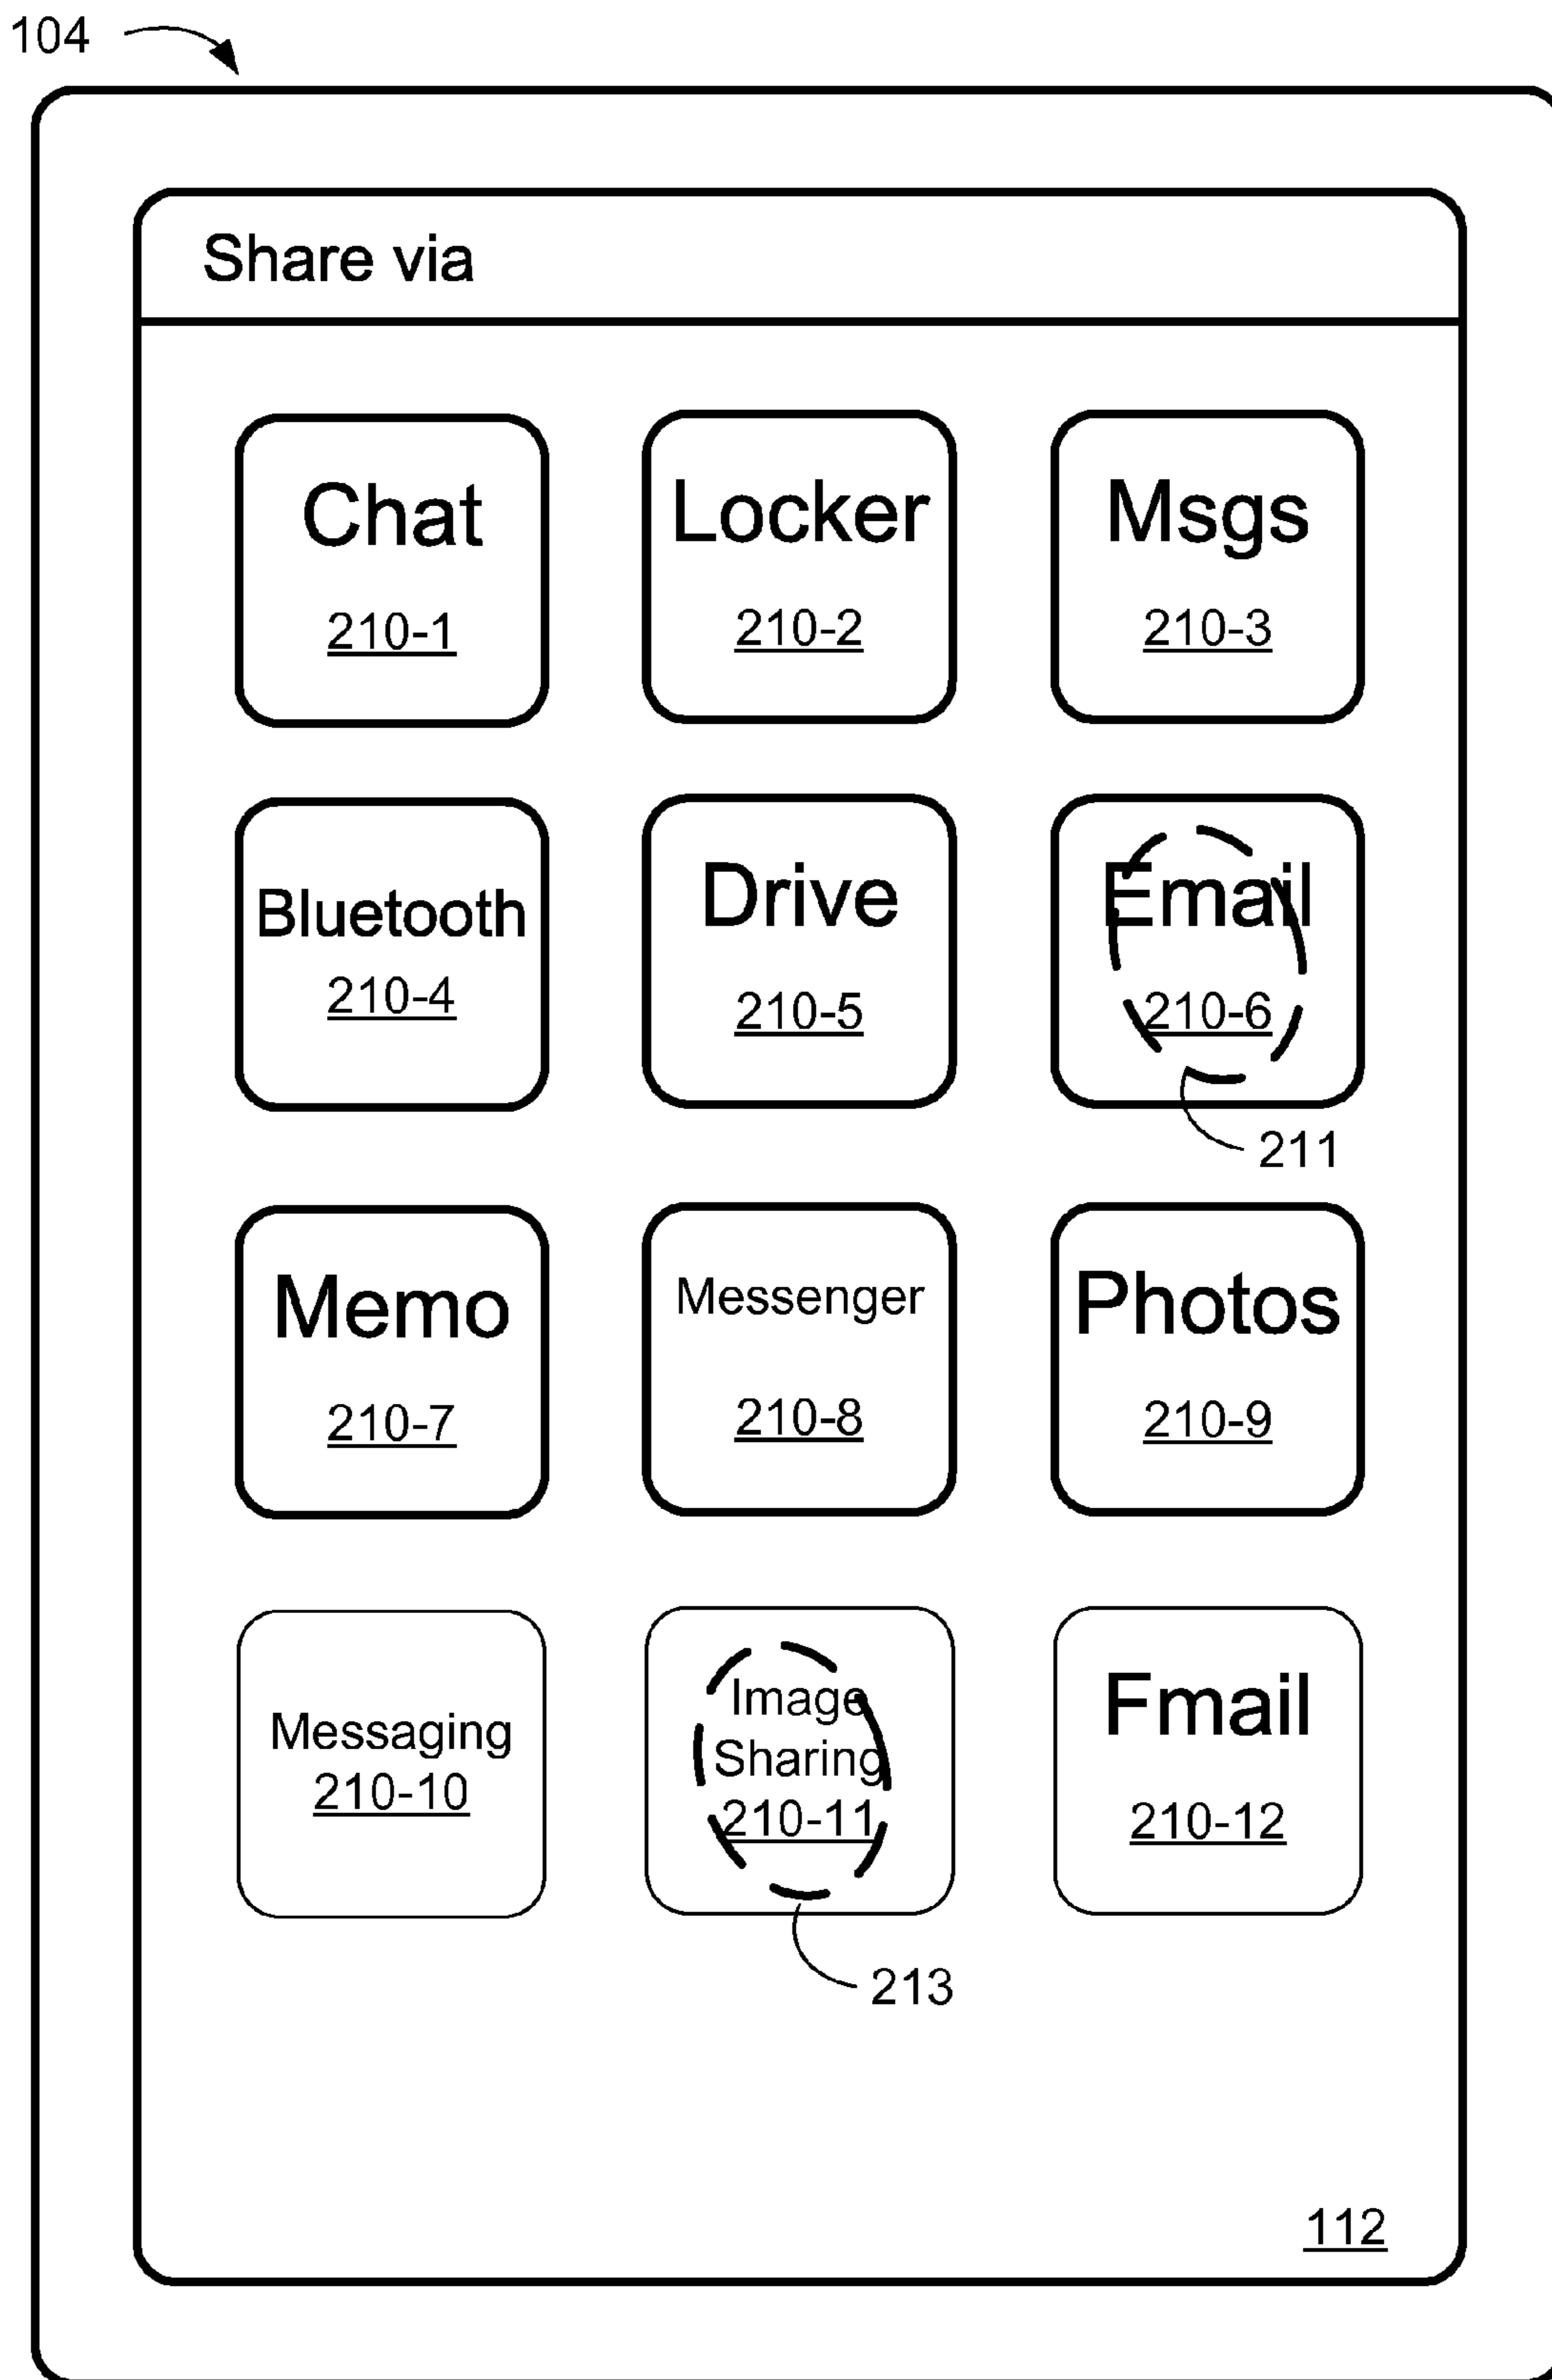 104
Share via
Chat
210-1
Locker
210-2
Msgs
210-3
Bluetooth
210-4
Drive
210-5
Email
210-6
211
Memo
210-7
Messenger
210-8
Photos
210-9
Messaging
210-10
Image
Sharing
210-11
213
Fmail
210-12
112